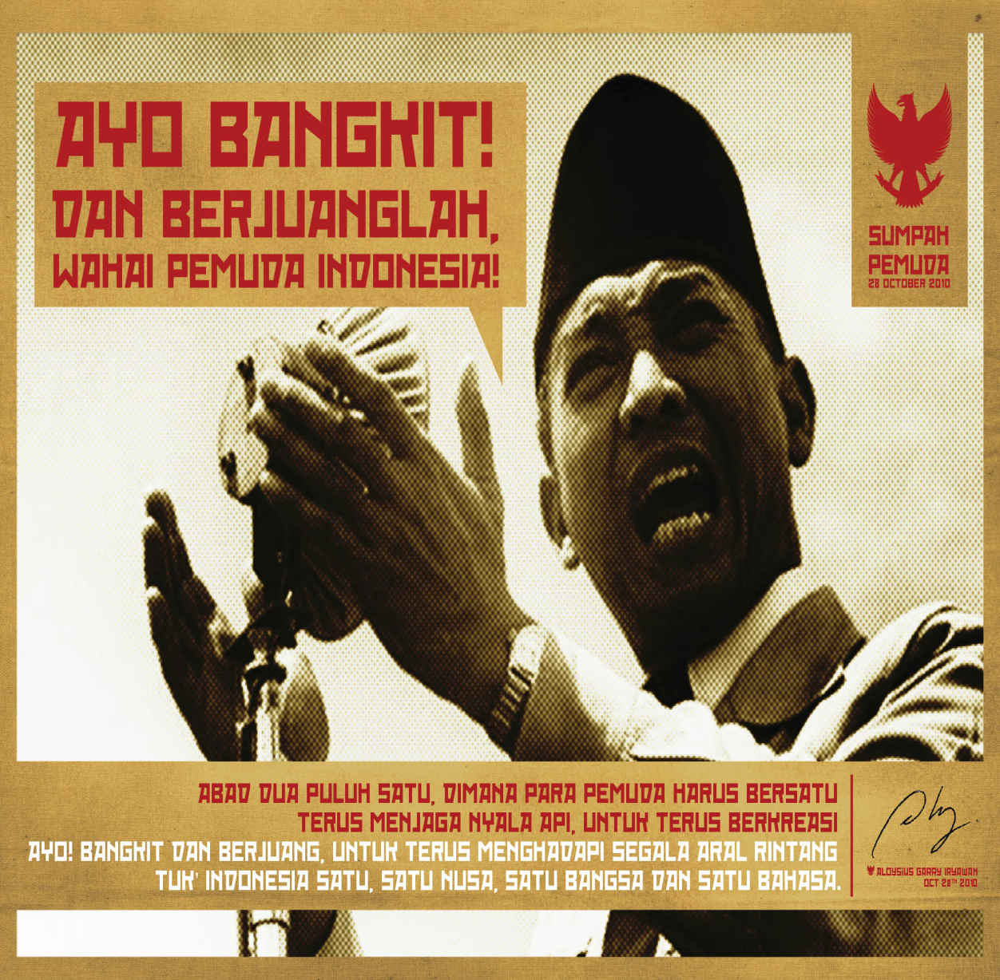 AYO BANGKIT!
DAN BERJUANGLAH,
WAHAI PEMUDA INDONESIA!
SUMPAH
PEMUDA
28 OCTOBER 2010
ABAD DUA PULUH SATU, DIMANA PARA PEMUDA HARUS BERSATU
TERUS MENJAGA NYALA API, UNTUK TERUS BERKREASI
AYO! BANGKIT DAN BERJUANG, UNTUK TERUS MENGHADAPI SEGALA ARAL RINTANG
TUK' INDONESIA SATU, SATU NUSA, SATU BANGSA DAN SATU BAHASA.
ALOYSIUS GARRY IRYAWAN
OCT 28TH 2010